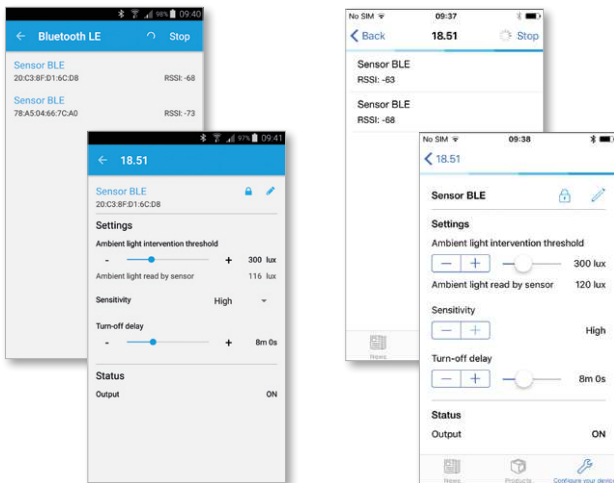 98% 09:40
← Bluetooth LE Stop
Sensor BLE
20:C3:8F:D1:6C:D8 RSSI: -68
Sensor BLE
78:A5:04:66:7C:A0 RSSI: -73
97% 09:41
← 18.51
Sensor BLE
20:C3:8F:D1:6C:D8
Settings
Ambient light intervention threshold
- + 300 lux
Ambient light read by sensor 116 lux
Sensitivity High
Turn-off delay
- + 8m 0s
Status
Output ON
No SIM 09:37
Back 18.51 Stop
Sensor BLE
RSSI: -63
Sensor BLE
RSSI: -68
News
No SIM 09:38
18.51
Sensor BLE
Settings
Ambient light intervention threshold
- + 300 lux
Ambient light read by sensor 120 lux
Sensitivity
- + High
Turn-off delay
- + 8m 0s
Status
Output ON
News Products Configure your device